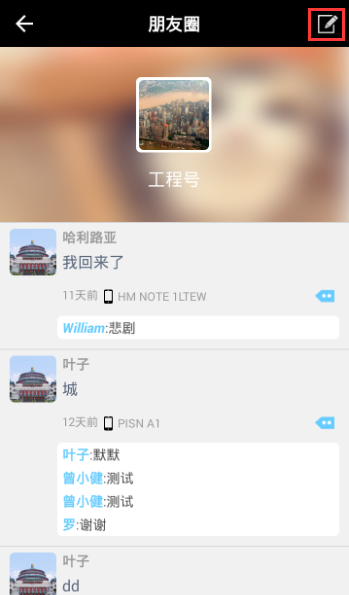 朋友圈
工程号
哈利路亚
我回来了
11天前 HM NOTE 1LTEW
William:悲剧
叶子
城
12天前 PISN A1
叶子:默默
曾小健:测试
曾小健:测试
罗:谢谢
叶子
dd